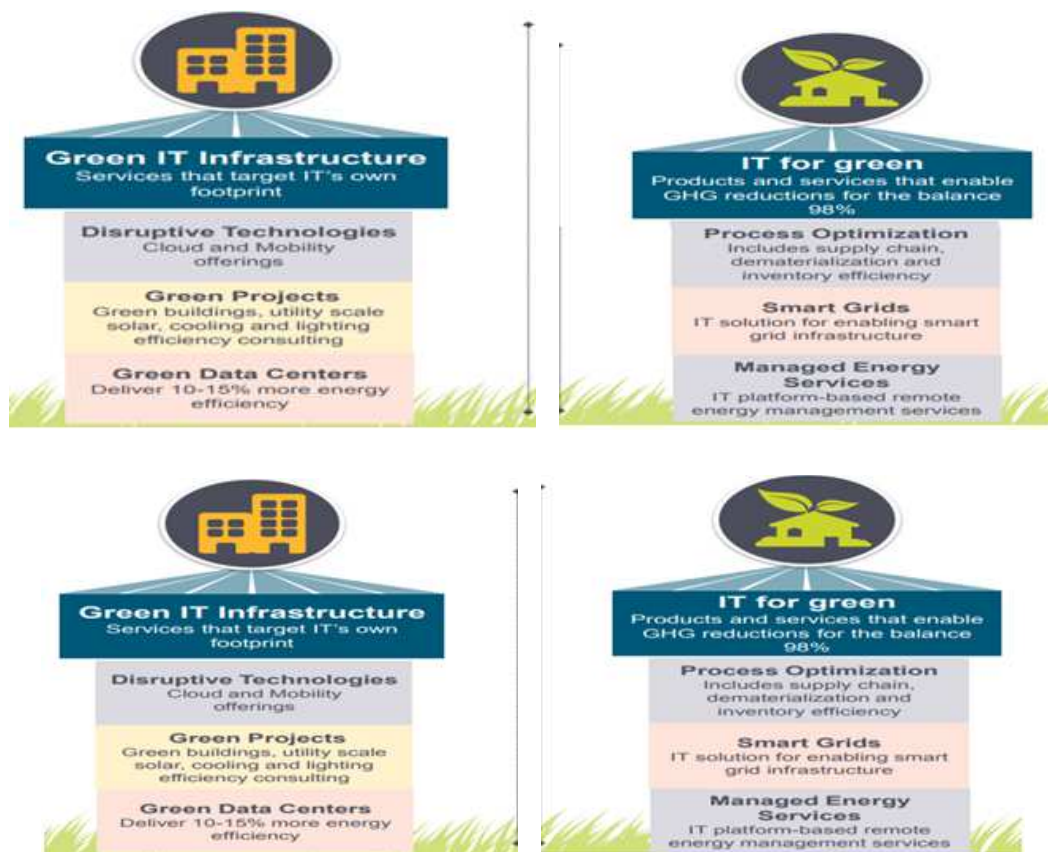 Green IT Infrastructure
Services that target IT's own
footprint
Disruptive Technologies
Cloud and Mobility
offerings
Green Projects
Green buildings, utility scale
solar, cooling and lighting
efficiency consulting
Green Data Centers
Deliver 10-15% more energy
efficiency
IT for green
Products and services that enable
GHG reductions for the balance
98%
Process Optimization
Includes supply chain,
dematerialization and
inventory efficiency
Smart Grids
IT solution for enabling smart
grid infrastructure
Managed Energy
Services
IT platform-based remote
energy management services
Green IT Infrastructure
Services that target IT's own
footprint
Disruptive Technologies
Cloud and Mobility
offerings
Green Projects
Green buildings, utility scale
solar, cooling and lighting
efficiency consulting
Green Data Centers
Deliver 10-15% more energy
efficiency
IT for green
Products and services that enable
GHG reductions for the balance
98%
Process Optimization
Includes supply chain,
dematerialization and
inventory efficiency
Smart Grids
IT solution for enabling smart
grid infrastructure
Managed Energy
Services
IT platform-based remote
energy management services